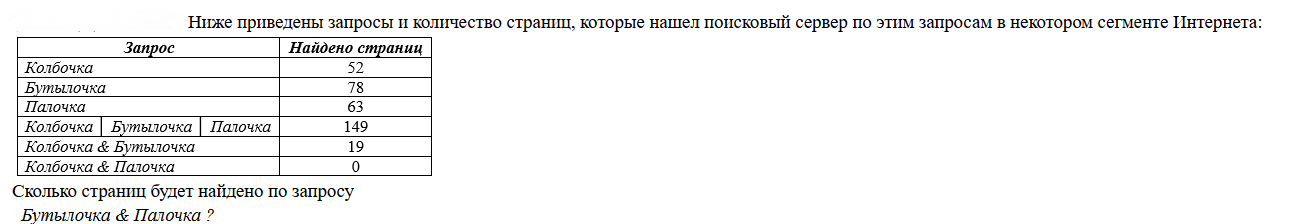 Ниже приведены запросы и количество страниц, которые нашел поисковый сервер по этим запросам в некотором сегменте Интернета:
Запрос Найдено страниц
Колбочка 52
Бутылочка 78
Палочка 63
Колбочка | Бутылочка | Палочка 149
Колбочка & Бутылочка 19
Колбочка & Палочка 0
Сколько страниц будет найдено по запросу
Бутылочка & Палочка ?